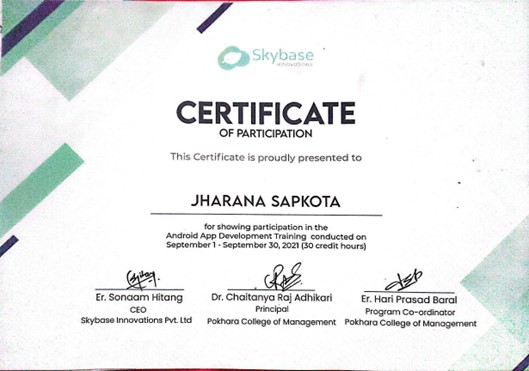 Skybase
innovations
CERTIFICATE
OF PARTICIPATION
This Certificate is proudly presented to
JHARANA SAPKOTA
for showing participation in the
Android App Development Training conducted on
September 1 - September 30, 2021 (30 credit hours)
Er. Sonaam Hitang
CEO
Skybase Innovations Pvt. Ltd
Dr. Chaitanya Raj Adhikari
Principal
Pokhara College of Management
Er. Hari Prasad Baral
Program Co-ordinator
Pokhara College of Management